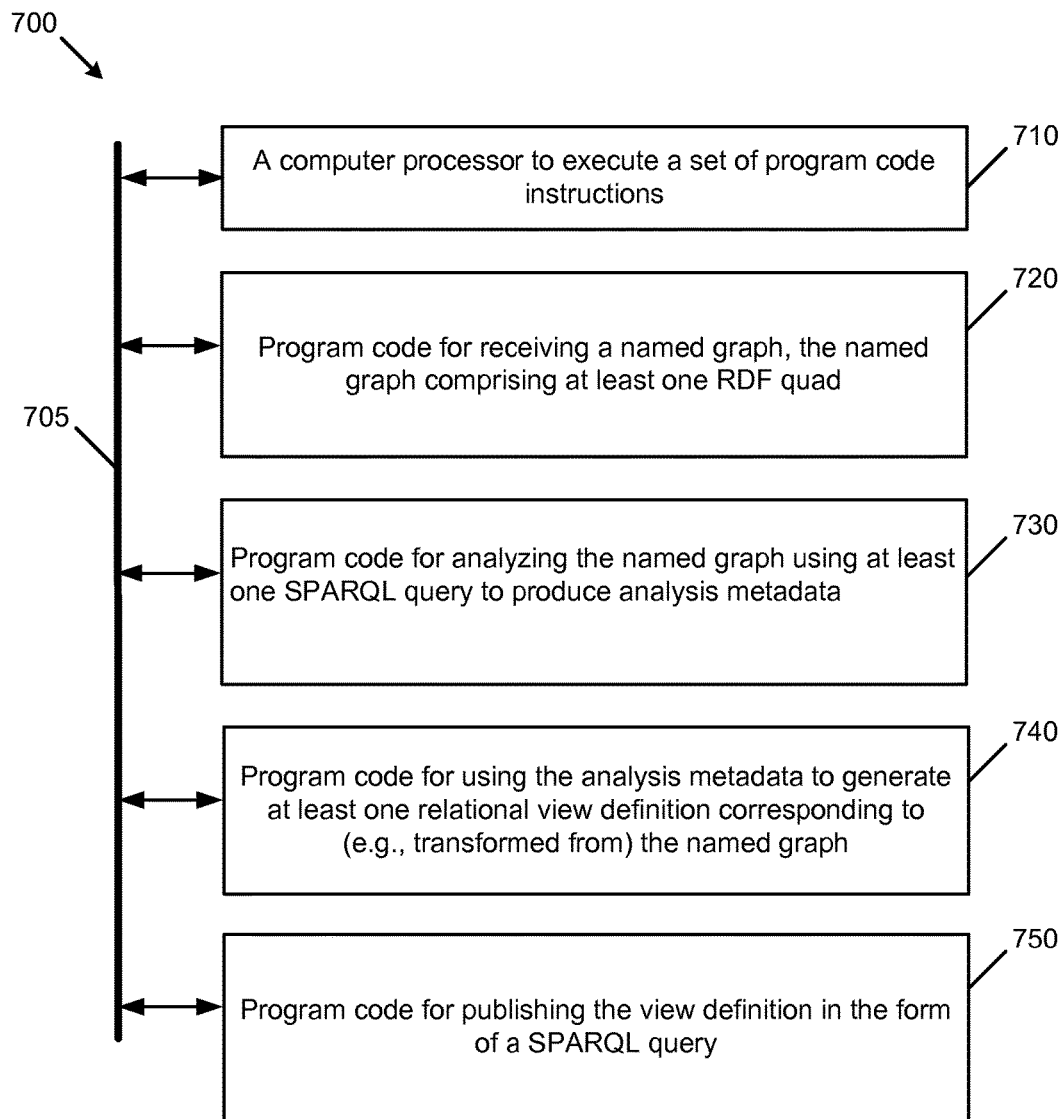 700
710
A computer processor to execute a set of program code
instructions
720
Program code for receiving a named graph, the named
graph comprising at least one RDF quad
705
730
Program code for analyzing the named graph using at least
one SPARQL query to produce analysis metadata
740
Program code for using the analysis metadata to generate
at least one relational view definition corresponding to
(e.g., transformed from) the named graph
750
Program code for publishing the view definition in the form
of a SPARQL query